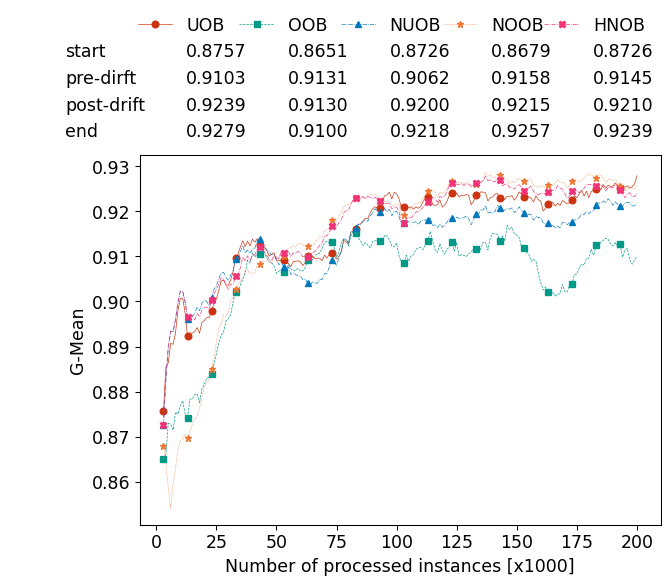 UOB OOB NUOB NOOB HNOB
start 0.8757 0.8651 0.8726 0.8679 0.8726
pre-dirft 0.9103 0.9131 0.9062 0.9158 0.9145
post-drift 0.9239 0.9130 0.9200 0.9215 0.9210
end 0.9279 0.9100 0.9218 0.9257 0.9239
0.93
0.92
0.91
0.90
0.89
0.88
0.87
0.86
G-Mean
0 25 50 75 100 125 150 175 200
Number of processed instances [x1000]